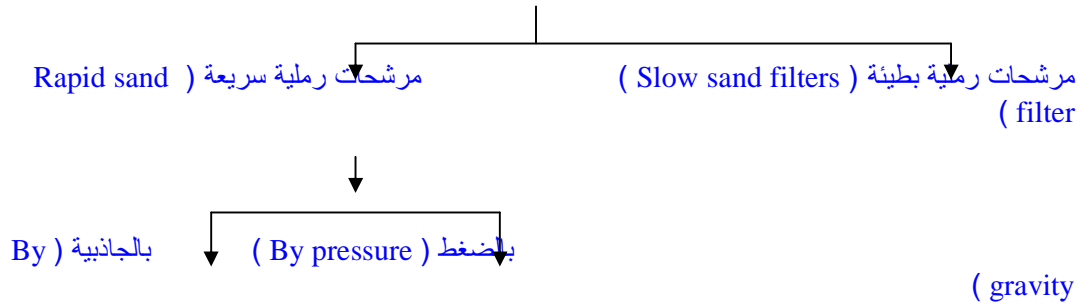 مرشحات رملية بطيئة ( Slow sand filters ) مرشحات رملية سريعة ( Rapid sand
filter )
بالضغط ( By pressure ) بالجاذبية ( By
gravity )